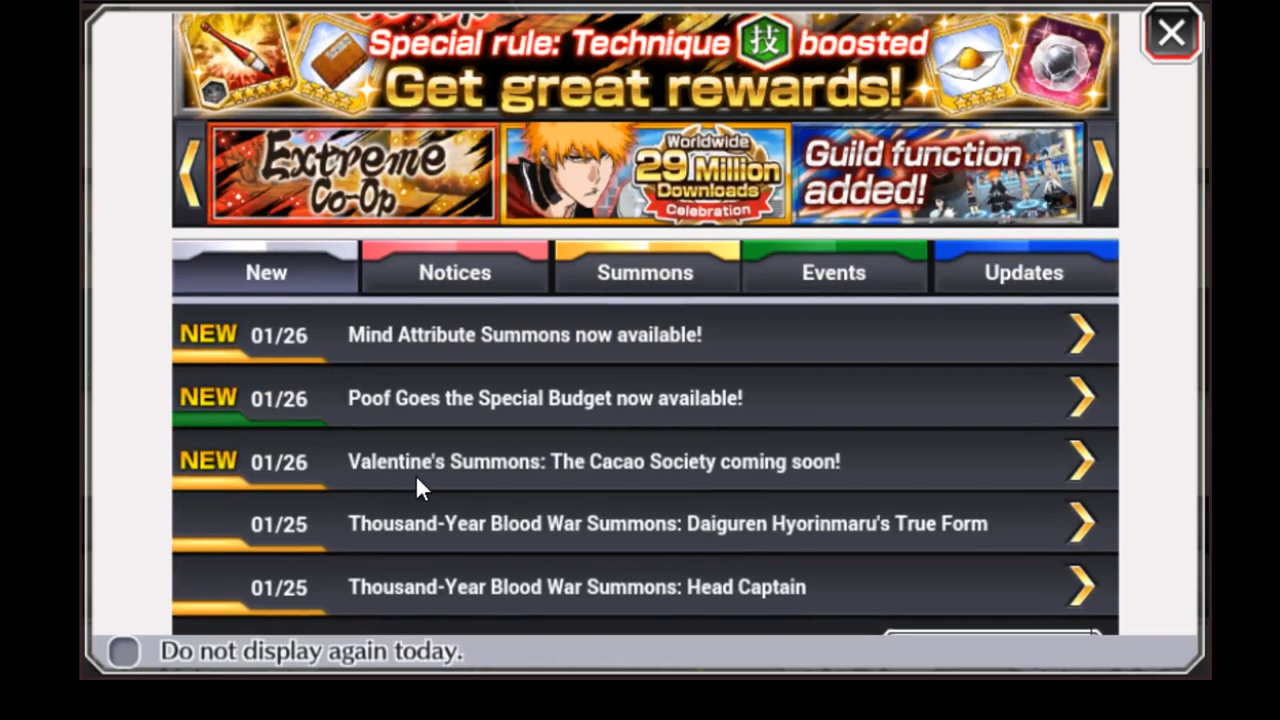 Co-Op
Special rule: Technique 技 boosted
Get great rewards!
Extreme
Co-Op
Worldwide
29 Million
Downloads
Celebration
Guild function
added!
New
Notices
Summons
Events
Updates
NEW 01/26 Mind Attribute Summons now available!
NEW 01/26 Poof Goes the Special Budget now available!
NEW 01/26 Valentine's Summons: The Cacao Society coming soon!
01/25 Thousand-Year Blood War Summons: Daiguren Hyorinmaru's True Form
01/25 Thousand-Year Blood War Summons: Head Captain
Do not display again today.